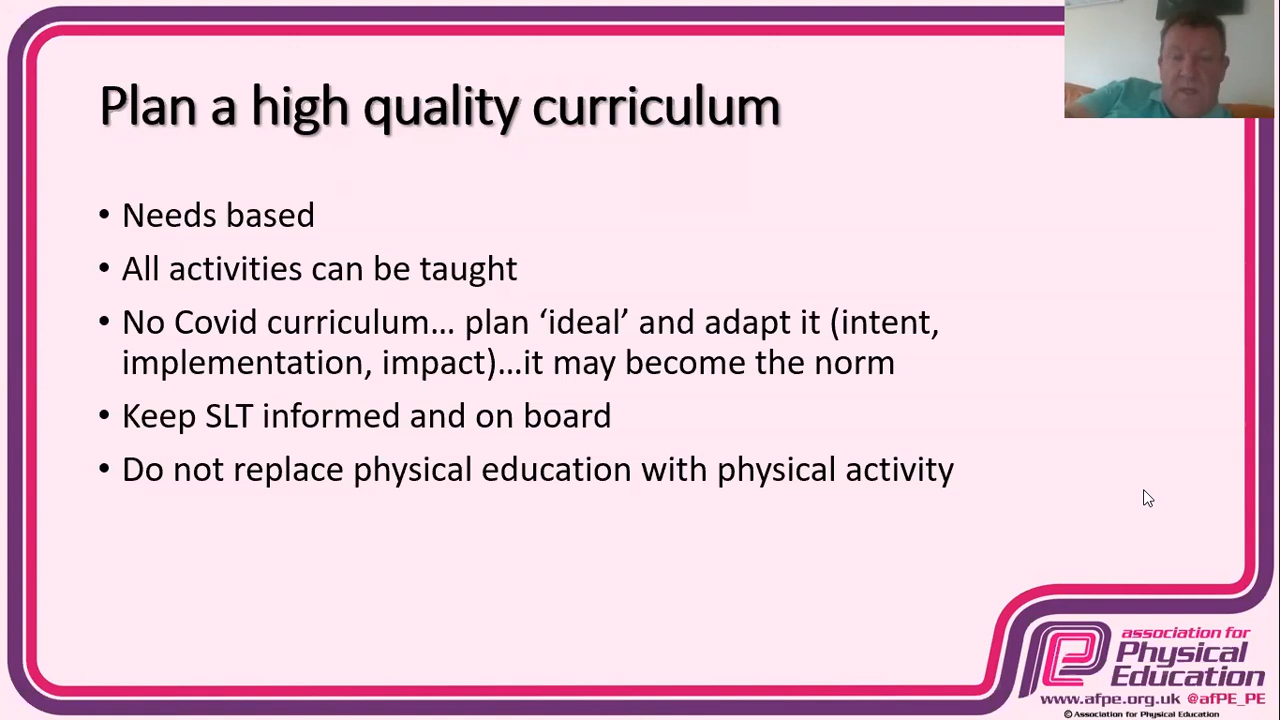 Plan a high quality curriculum
• Needs based
• All activities can be taught
• No Covid curriculum… plan ‘ideal’ and adapt it (intent,
implementation, impact)…it may become the norm
• Keep SLT informed and on board
• Do not replace physical education with physical activity
association for
Physical
Education
www.afpe.org.uk @afPE_PE
© Association for Physical Education